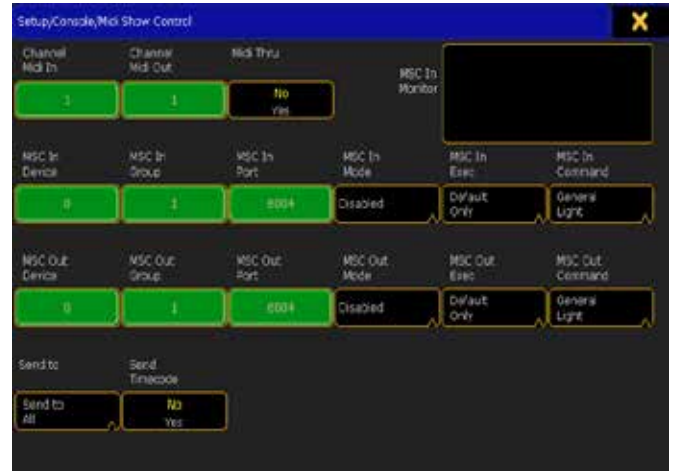 Setup/Console/Midi Show Control
Channel Midi In
Channel Midi Out
Midi Thru
MSC In Monitor
1
1
No
Yes
MSC In Device
MSC In Group
MSC In Port
MSC In Mode
MSC In Exec
MSC In Command
0
1
6004
Disabled
Default Only
General Light
MSC Out Device
MSC Out Group
MSC Out Port
MSC Out Mode
MSC Out Exec
MSC Out Command
0
1
6004
Disabled
Default Only
General Light
Send to
Send Timecode
Send to All
No
Yes